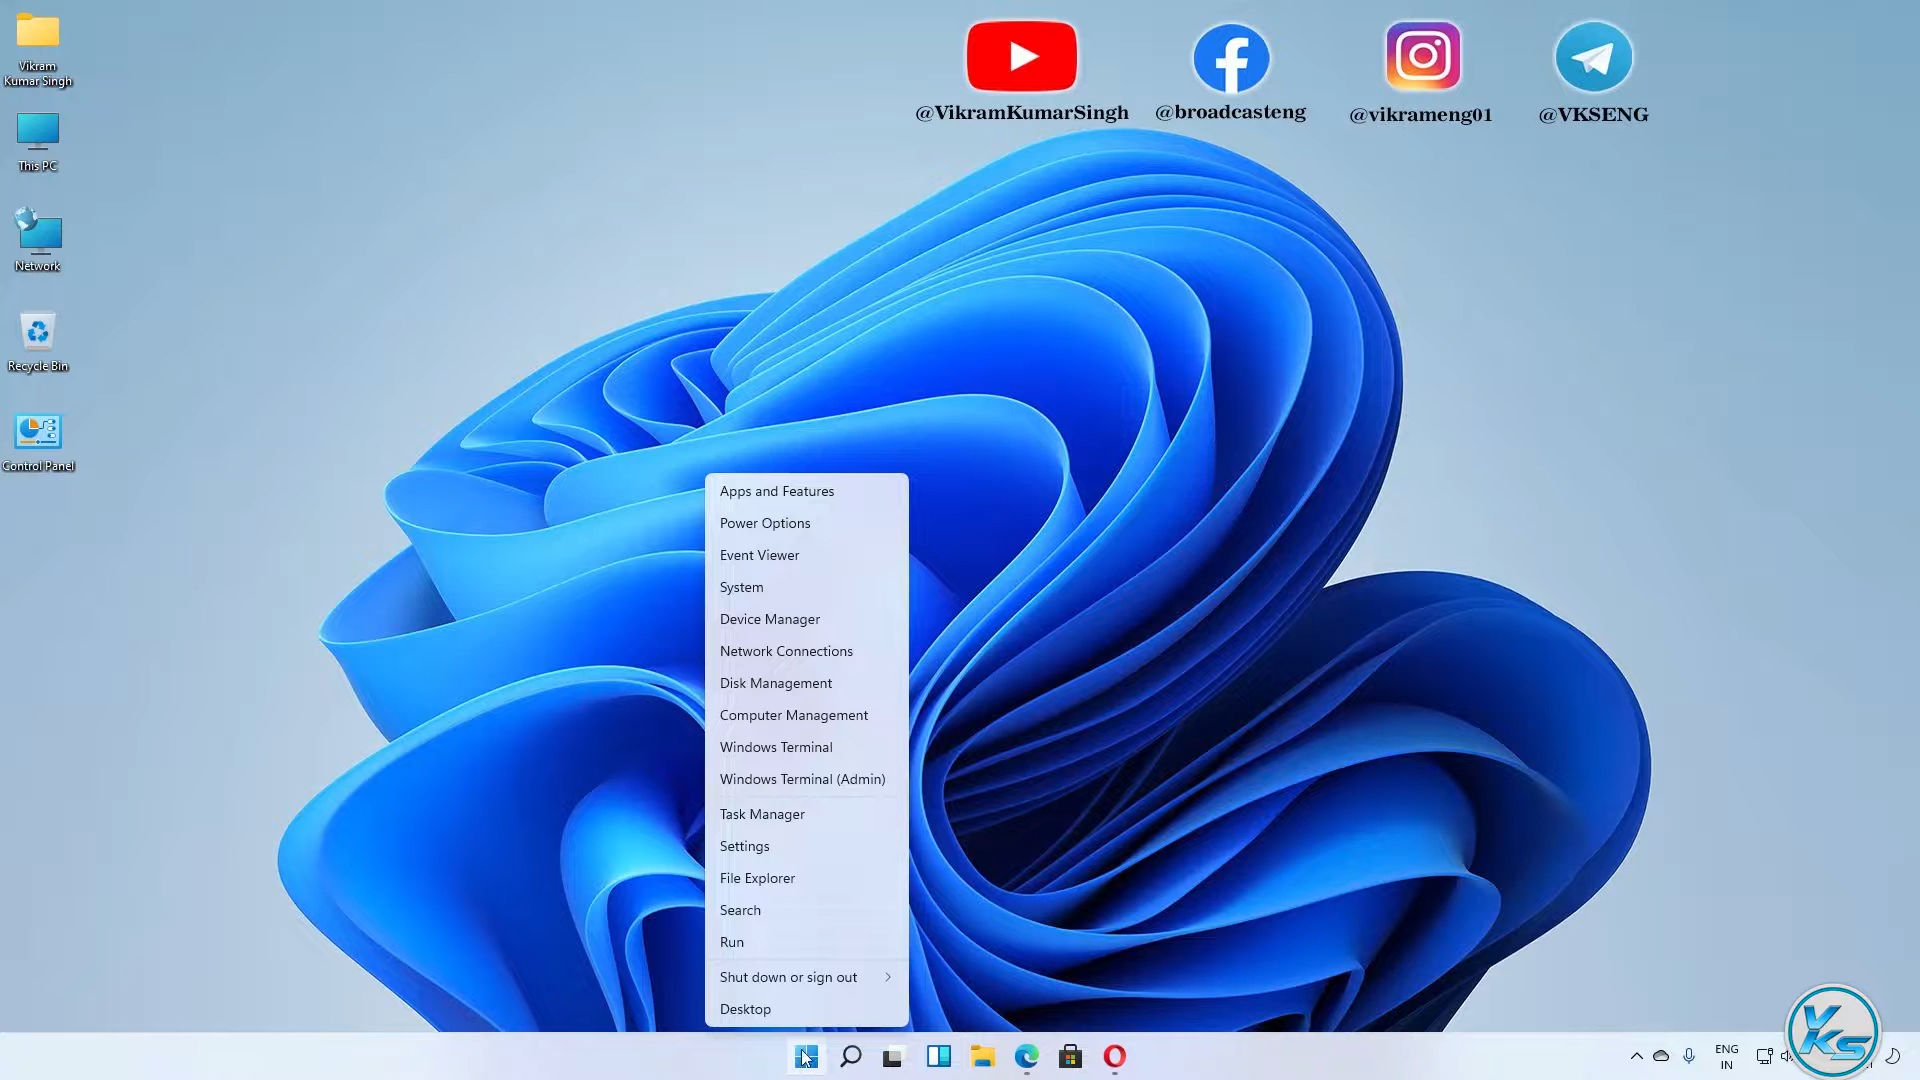 Vikram
Kumar Singh
This PC
Network
Recycle Bin
Control Panel
@VikramKumarSingh
@broadcasteng
@vikrameng01
@VKSENG
Apps and Features
Power Options
Event Viewer
System
Device Manager
Network Connections
Disk Management
Computer Management
Windows Terminal
Windows Terminal (Admin)
Task Manager
Settings
File Explorer
Search
Run
Shut down or sign out
Desktop
ENG
IN
VKS